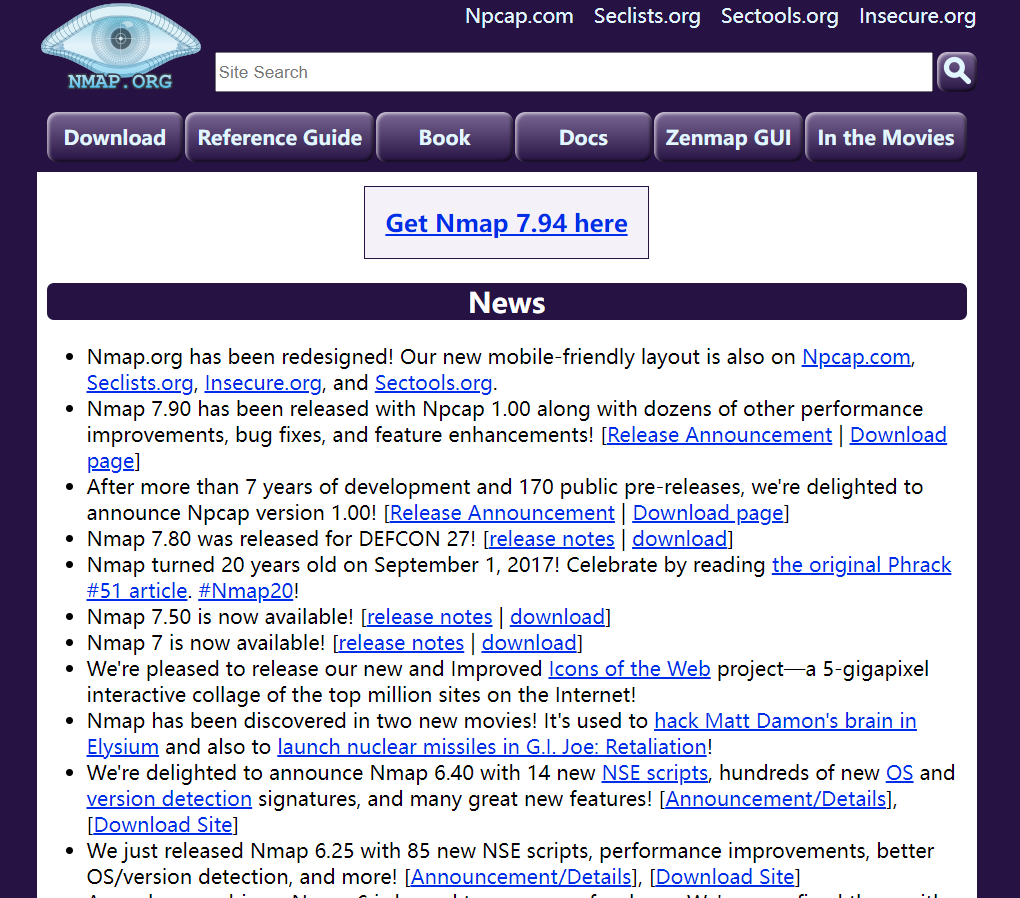 Npcap.com Seclists.org Sectools.org Insecure.org
NMAP.ORG
Site Search
Download Reference Guide Book Docs Zenmap GUI In the Movies
Get Nmap 7.94 here
News
• Nmap.org has been redesigned! Our new mobile-friendly layout is also on Npcap.com,
Seclists.org, Insecure.org, and Sectools.org.
• Nmap 7.90 has been released with Npcap 1.00 along with dozens of other performance
improvements, bug fixes, and feature enhancements! [Release Announcement | Download
page]
• After more than 7 years of development and 170 public pre-releases, we're delighted to
announce Npcap version 1.00! [Release Announcement | Download page]
• Nmap 7.80 was released for DEFCON 27! [release notes | download]
• Nmap turned 20 years old on September 1, 2017! Celebrate by reading the original Phrack
#51 article. #Nmap20!
• Nmap 7.50 is now available! [release notes | download]
• Nmap 7 is now available! [release notes | download]
• We're pleased to release our new and Improved Icons of the Web project—a 5-gigapixel
interactive collage of the top million sites on the Internet!
• Nmap has been discovered in two new movies! It's used to hack Matt Damon's brain in
Elysium and also to launch nuclear missiles in G.I. Joe: Retaliation!
• We're delighted to announce Nmap 6.40 with 14 new NSE scripts, hundreds of new OS and
version detection signatures, and many great new features! [Announcement/Details],
[Download Site]
• We just released Nmap 6.25 with 85 new NSE scripts, performance improvements, better
OS/version detection, and more! [Announcement/Details], [Download Site]